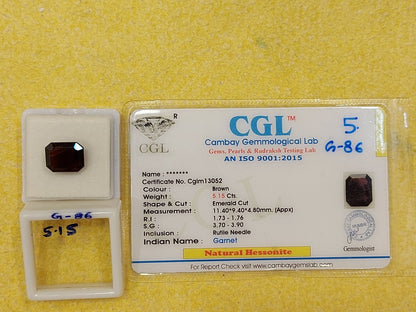 R
CGL
CGL™
Cambay Gemmological Lab
Gems, Pearls & Rudraksh Testing Lab
AN ISO 9001:2015
5.
G-86
Name : *******
Certificate No. Cglm13052
Colour : Brown
Weight : 5.15 Cts.
Shape & Cut : Emerald Cut
Measurement : 11.40*9.40*4.80mm. (Appx)
R.I : 1.73 - 1.76
S.G : 3.70 - 3.90
Inclusion : Rutile Needle
Indian Name : Garnet
Natural Hessonite
For Verification visit www.cambaygemslab.com
Gemmologist
G-86
5.15